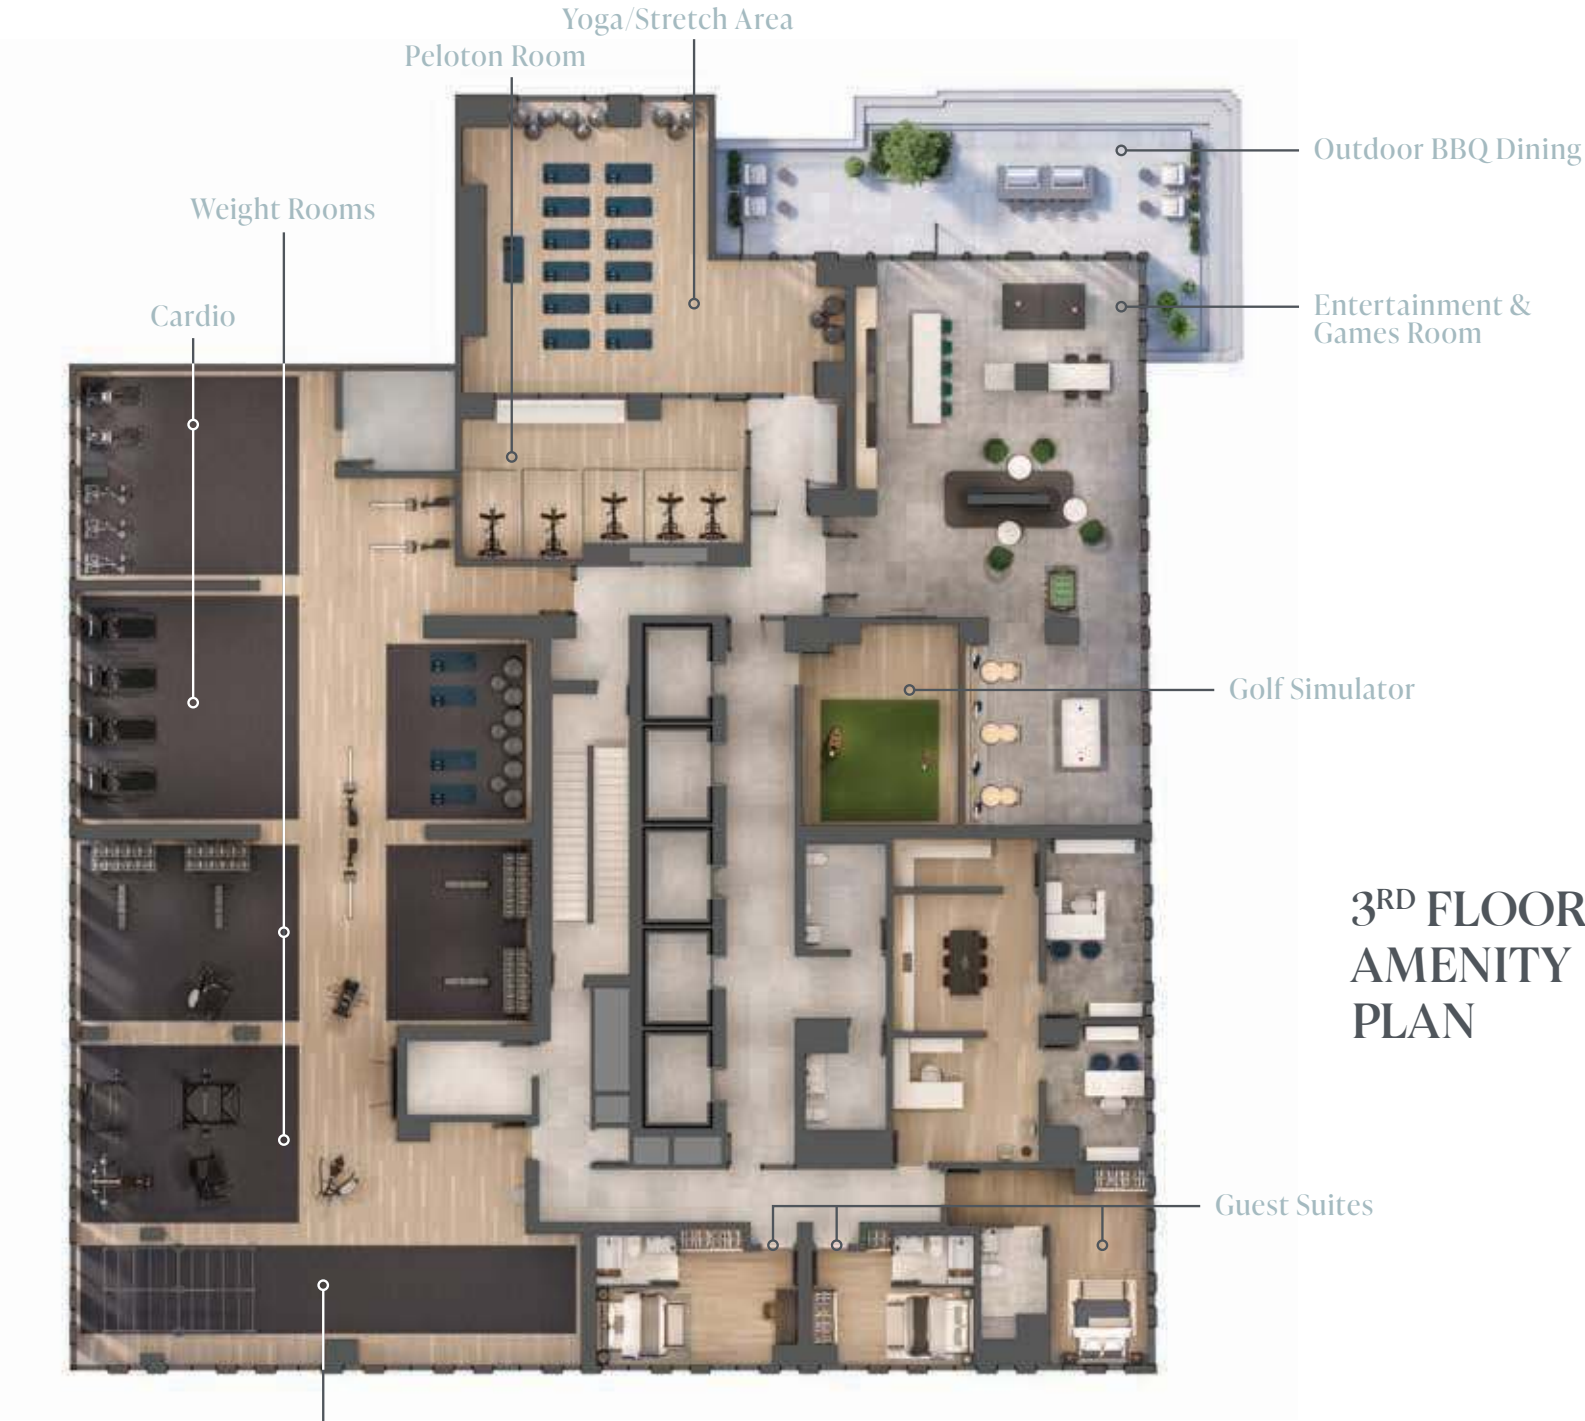 Yoga/Stretch Area
Peloton Room
Outdoor BBQ Dining
Weight Rooms
Entertainment &
Games Room
Cardio
Golf Simulator
3RD FLOOR
AMENITY
PLAN
Guest Suites